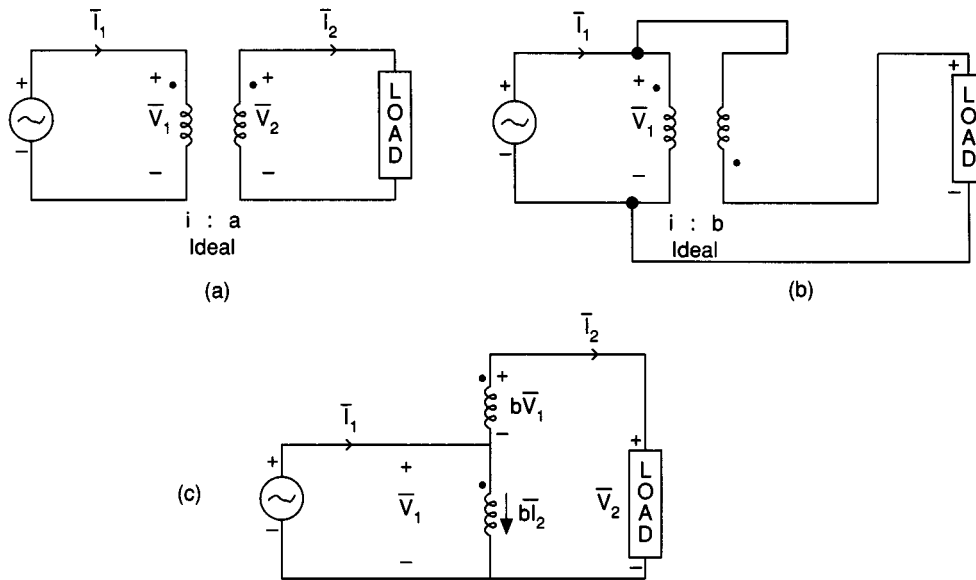 Ī₁
Ī₂
+
+
+
V̄₁
V̄₂
LOAD
−
−
−
i : a
Ideal
(a)
Ī₁
+
+
+
V̄₁
LOAD
−
−
−
i : b
Ideal
(b)
Ī₂
+
bV̄₁
−
Ī₁
+
+
+
(c)
V̄₁
bĪ₂
V̄₂
LOAD
−
−
−